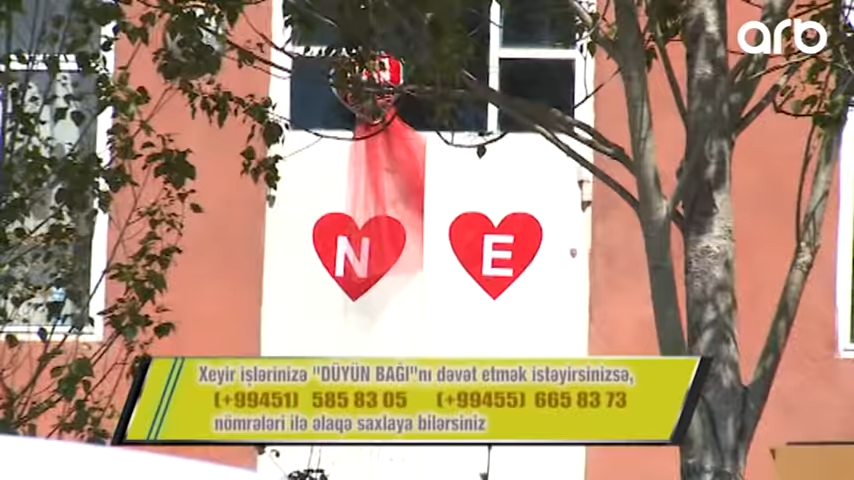 arb
N E
Xeyir işlərinizə "DÜYÜN BAĞI"nı dəvət etmək istəyirsinizsə,
(+99451) 585 83 05 (+99455) 665 83 73
nömrələri ilə əlaqə saxlaya bilərsiniz